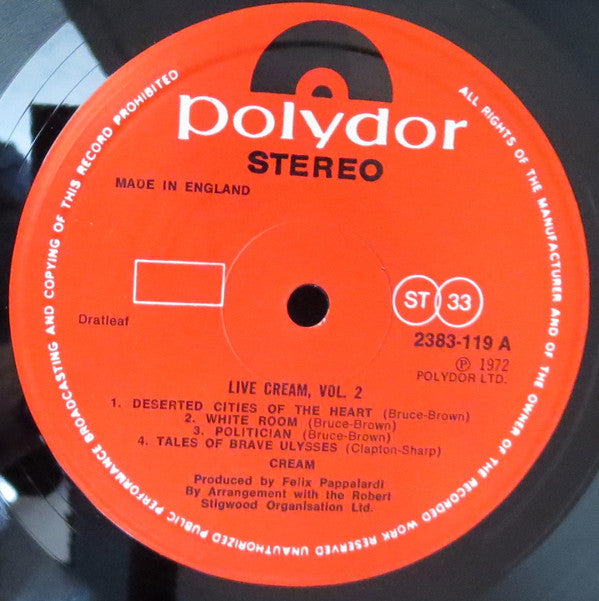 polydor
STEREO
MADE IN ENGLAND
ST 33
Dratleaf
2383-119 A
Ⓟ 1972
POLYDOR LTD.
LIVE CREAM, VOL. 2
1. DESERTED CITIES OF THE HEART (Bruce-Brown)
2. WHITE ROOM (Bruce-Brown)
3. POLITICIAN (Bruce-Brown)
4. TALES OF BRAVE ULYSSES (Clapton-Sharp)
CREAM
Produced by Felix Pappalardi
By Arrangement with the Robert
Stigwood Organisation Ltd.
ALL RIGHTS OF THE MANUFACTURER AND OF THE OWNER OF THE RECORDED WORK RESERVED UNAUTHORIZED PUBLIC PERFORMANCE BROADCASTING AND COPYING OF THIS RECORD PROHIBITED